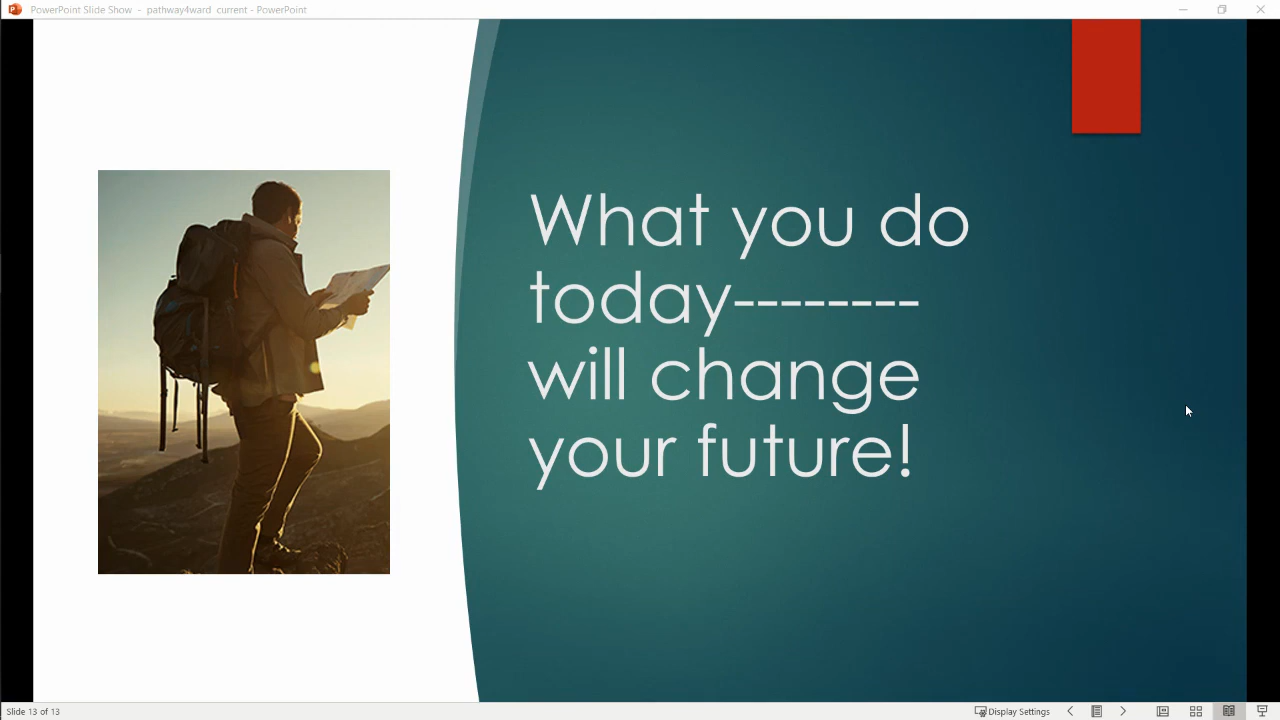 PowerPoint Slide Show - pathway4ward current - PowerPoint
What you do
today--------
will change
your future!
Slide 13 of 13
Display Settings